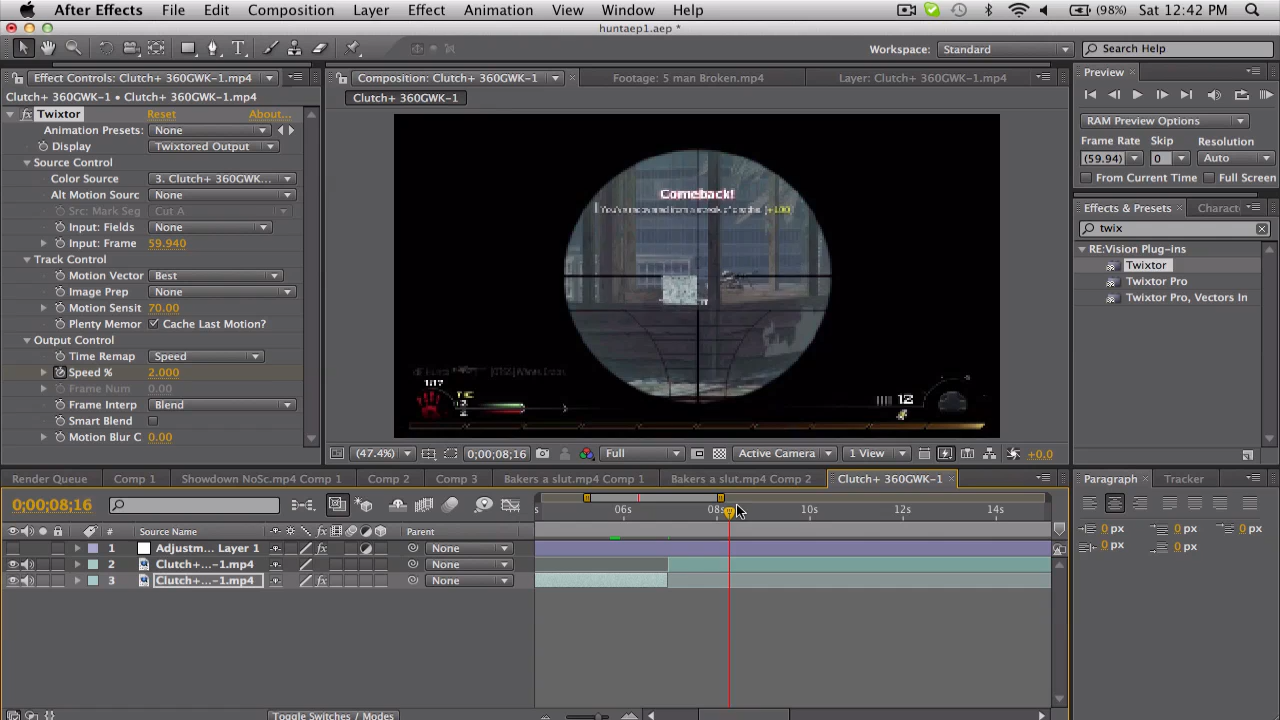 After Effects File Edit Composition Layer Effect Animation View Window Help (98%) Sat 12:42 PM
huntaep1.aep *
Workspace: Standard Search Help
Effect Controls: Clutch+ 360GWK-1.mp4
Composition: Clutch+ 360GWK-1 Footage: 5 man Broken.mp4 Layer: Clutch+ 360GWK-1.mp4
Preview
Clutch+ 360GWK-1.mp4 • Clutch+ 360GWK-1.mp4
Clutch+ 360GWK-1
fx Twixtor Reset About...
Animation Presets: None
Display Twixtored Output
Source Control
Color Source 3. Clutch+ 360GWK...
Alt Motion Sourc None
Src: Mark Seg Cut A
Input: Fields None
Input: Frame 59.940
Track Control
Motion Vector Best
Image Prep None
Motion Sensit 70.00
Plenty Memor Cache Last Motion?
Output Control
Time Remap Speed
Speed % 2.000
Frame Num 0.00
Frame Interp Blend
Smart Blend
Motion Blur C 0.00
Comeback!
(+100)
12
(47.4%) 0;00;08;16 Full Active Camera 1 View +0.0
RAM Preview Options
Frame Rate Skip Resolution
(59.94) 0 Auto
From Current Time Full Screen
Effects & Presets Charact
twix
RE:Vision Plug-ins
Twixtor
Twixtor Pro
Twixtor Pro, Vectors In
Render Queue Comp 1 Showdown NoSc.mp4 Comp 1 Comp 2 Comp 3 Bakers a slut.mp4 Comp 1 Bakers a slut.mp4 Comp 2 Clutch+ 360GWK-1
Paragraph Tracker
0;00;08;16
s 06s 08s 10s 12s 14s
# Source Name Parent
1 Adjustm... Layer 1 fx None
2 Clutch+...-1.mp4 None
3 Clutch+...-1.mp4 fx None
Toggle Switches / Modes
0 px 0 px 0 px
0 px 0 px